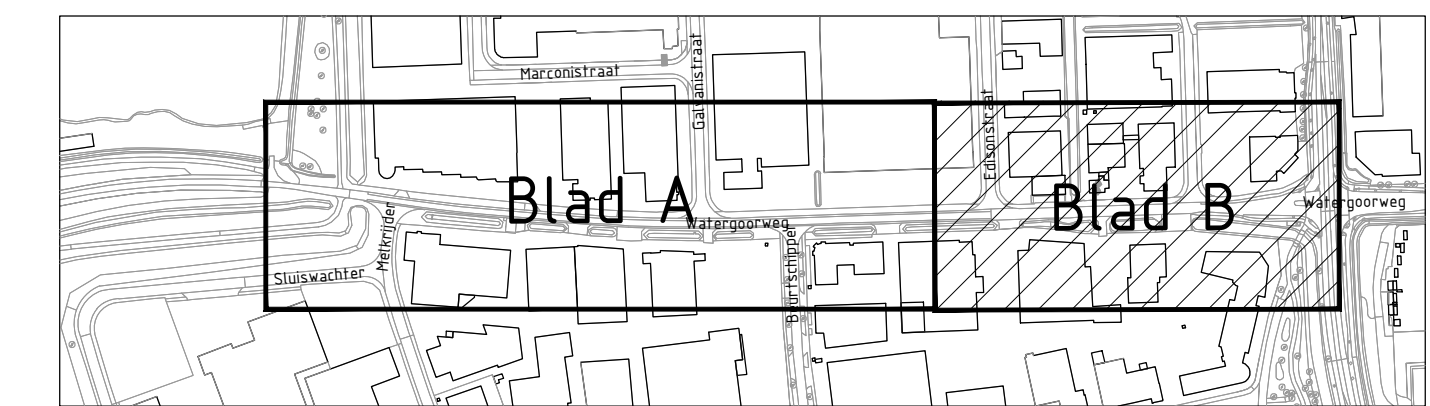 Marconistraat
Galvanistraat
Edisonstraat
Blad A
Blad B
Watergoorweg
Watergoorweg
Melkrijder
Sluiswachter
Beurtschipper